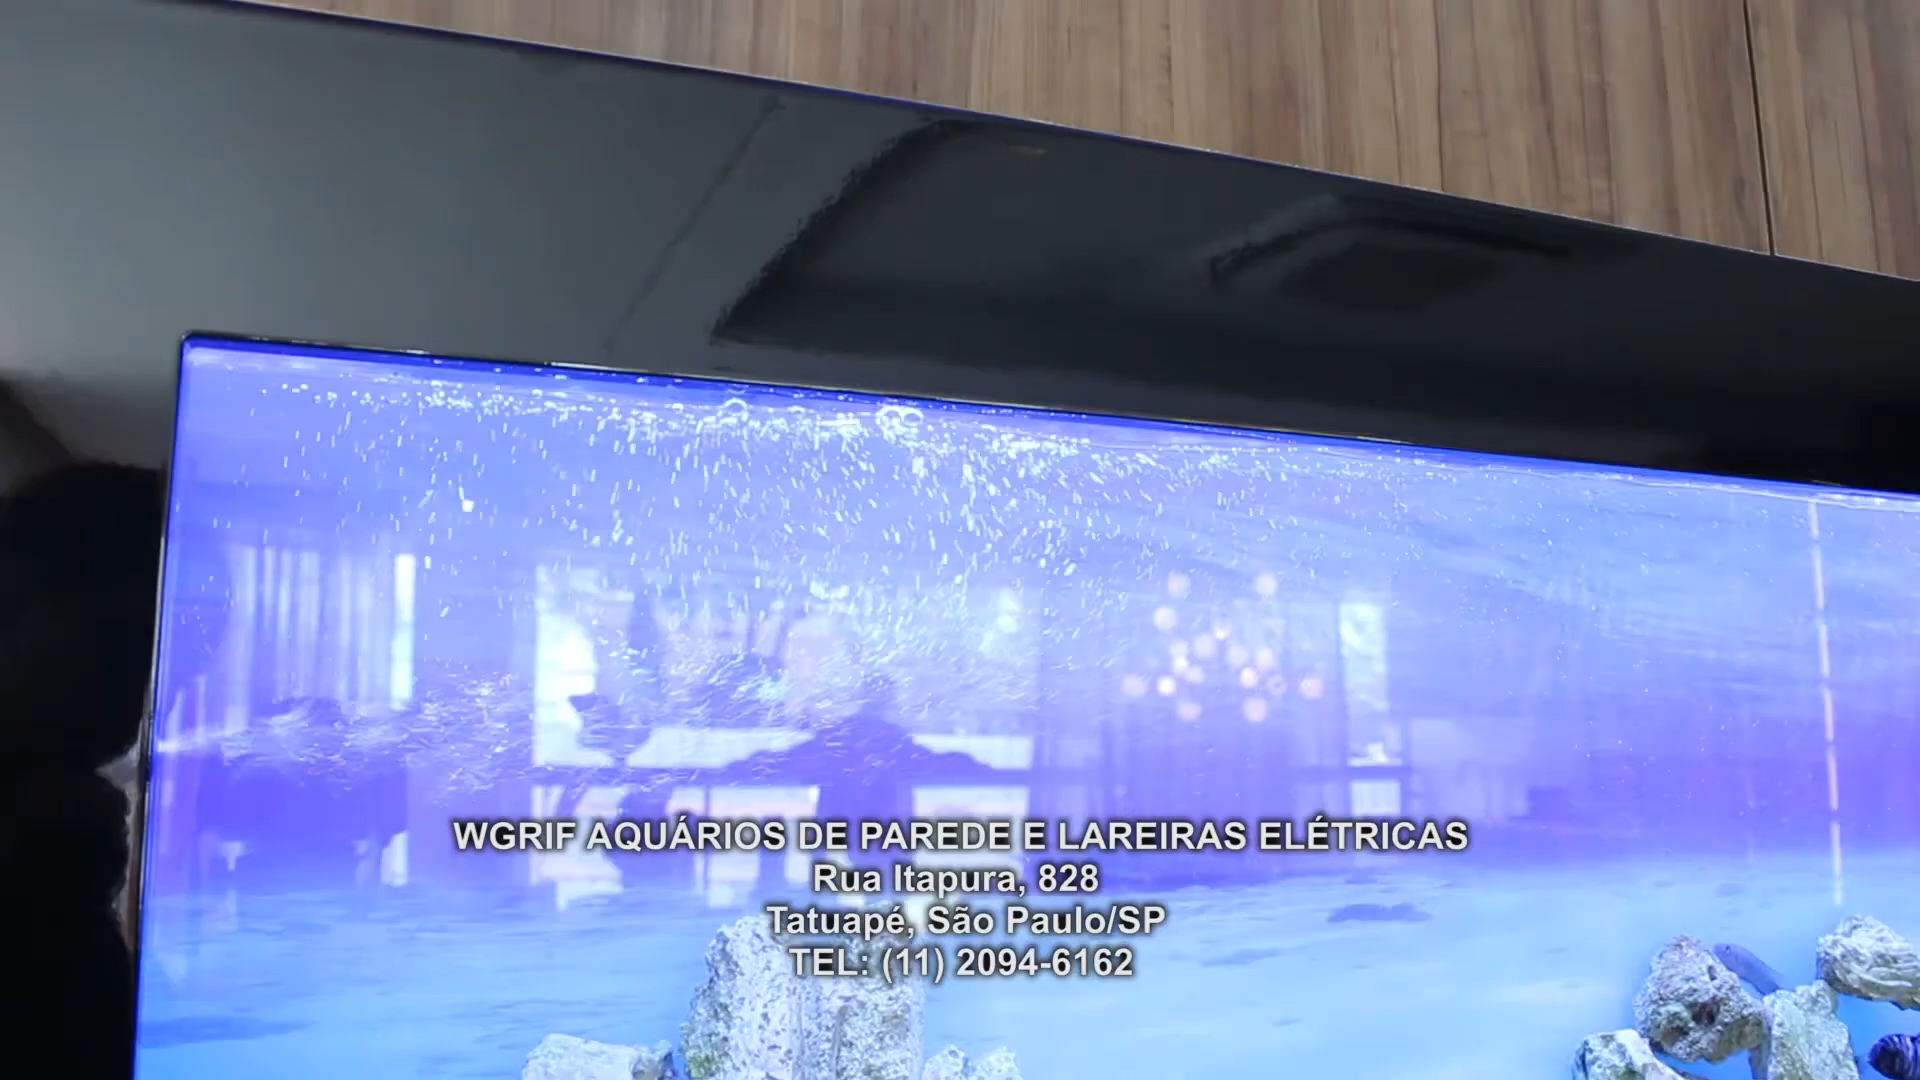 WGRIF AQUÁRIOS DE PAREDE E LAREIRAS ELÉTRICAS
Rua Itapura, 828
Tatuapé, São Paulo/SP
TEL: (11) 2094-6162